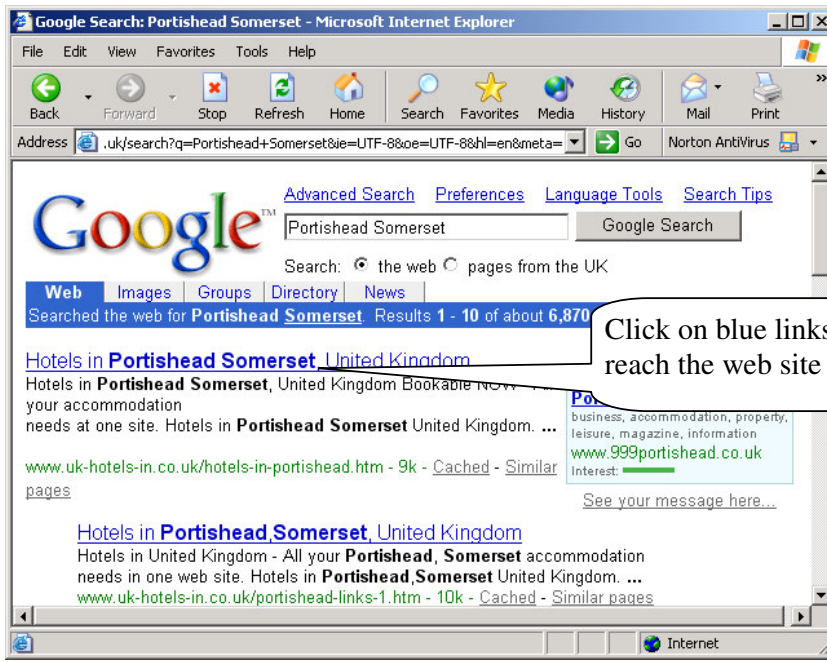 Google Search: Portishead Somerset - Microsoft Internet Explorer
File Edit View Favorites Tools Help
Back Forward Stop Refresh Home Search Favorites Media History Mail Print
Address .uk/search?q=Portishead+Somerset&ie=UTF-8&oe=UTF-8&hl=en&meta= Go Norton AntiVirus
Advanced Search Preferences Language Tools Search Tips
Google™
Portishead Somerset Google Search
Search: the web pages from the UK
Web Images Groups Directory News
Searched the web for Portishead Somerset. Results 1 - 10 of about 6,870
Click on blue links
reach the web site
Hotels in Portishead Somerset, United Kingdom
Hotels in Portishead Somerset, United Kingdom Bookable NOW
your accommodation
needs at one site. Hotels in Portishead Somerset United Kingdom. ...
www.uk-hotels-in.co.uk/hotels-in-portishead.htm - 9k - Cached - Similar
pages
business, accommodation, property,
leisure, magazine, information
www.999portishead.co.uk
Interest:
See your message here...
Hotels in Portishead,Somerset, United Kingdom
Hotels in United Kingdom - All your Portishead, Somerset accommodation
needs in one web site. Hotels in Portishead,Somerset United Kingdom. ...
www.uk-hotels-in.co.uk/portishead-links-1.htm - 10k - Cached - Similar pages
Internet